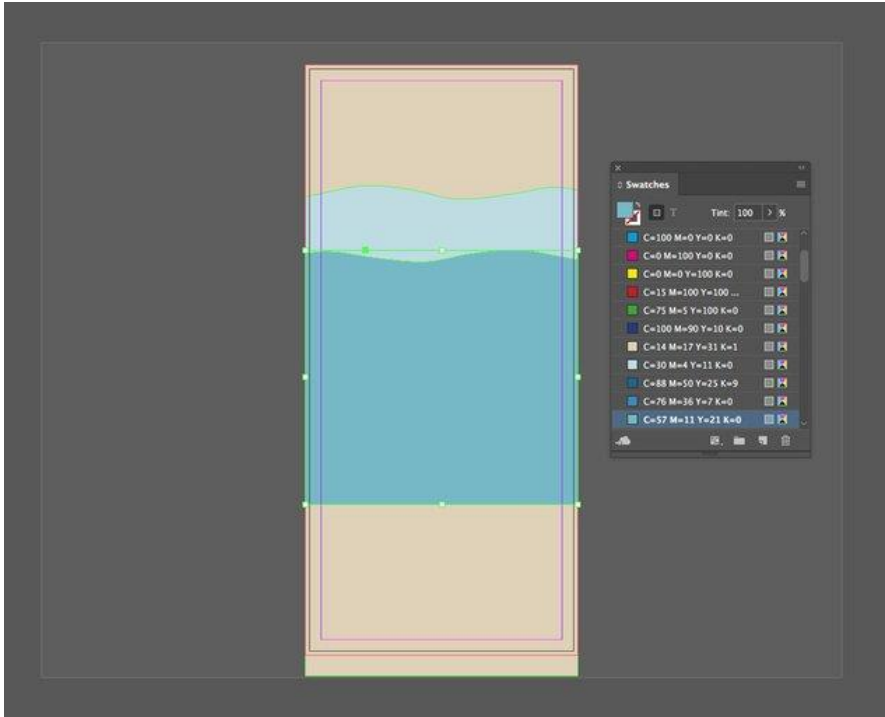 Swatches
Tint: 100 %
C=100 M=0 Y=0 K=0
C=0 M=100 Y=0 K=0
C=0 M=0 Y=100 K=0
C=15 M=100 Y=100 ...
C=75 M=5 Y=100 K=0
C=100 M=90 Y=10 K=0
C=14 M=17 Y=31 K=1
C=30 M=4 Y=11 K=0
C=88 M=50 Y=25 K=9
C=76 M=36 Y=7 K=0
C=57 M=11 Y=21 K=0